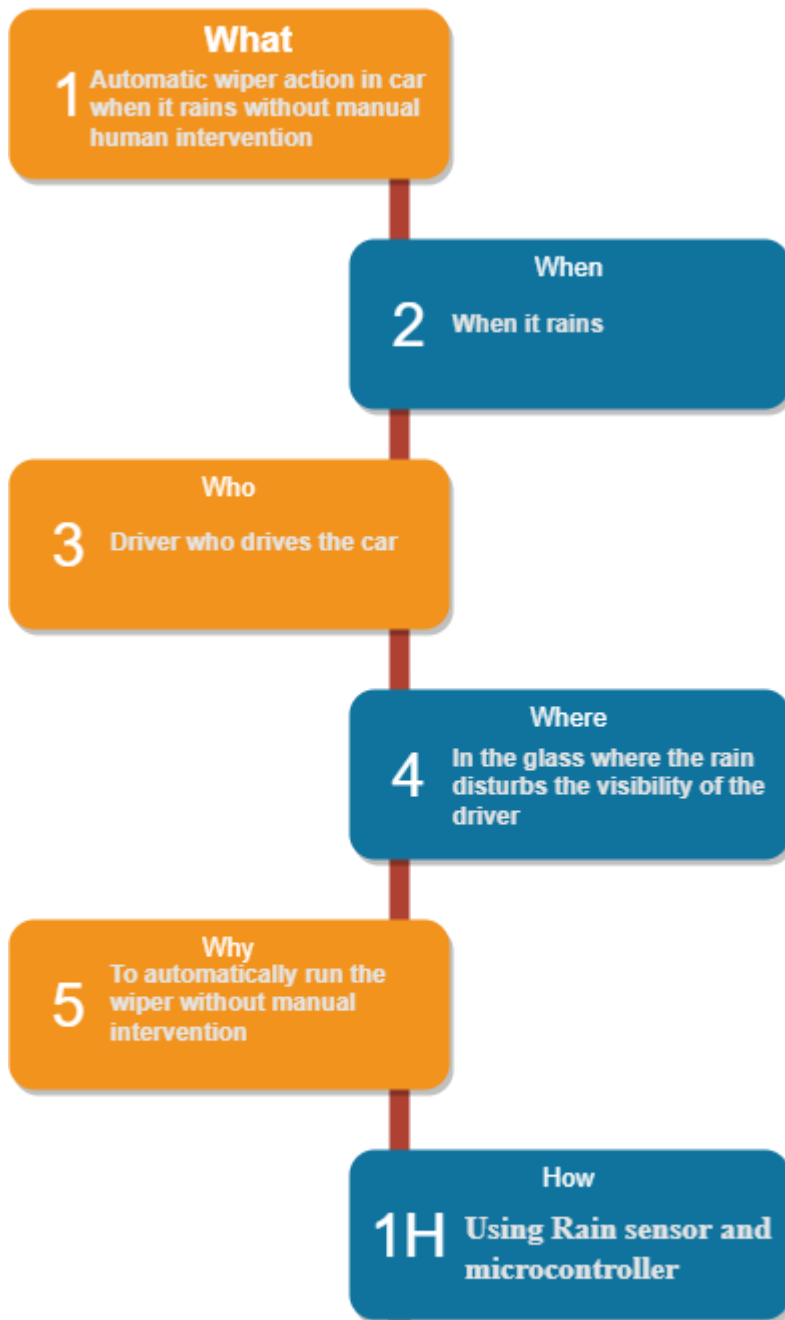 What
1 Automatic wiper action in car
when it rains without manual
human intervention
When
2 When it rains
Who
3 Driver who drives the car
Where
4 In the glass where the rain
disturbs the visibility of the
driver
Why
5 To automatically run the
wiper without manual
intervention
How
1H Using Rain sensor and
microcontroller